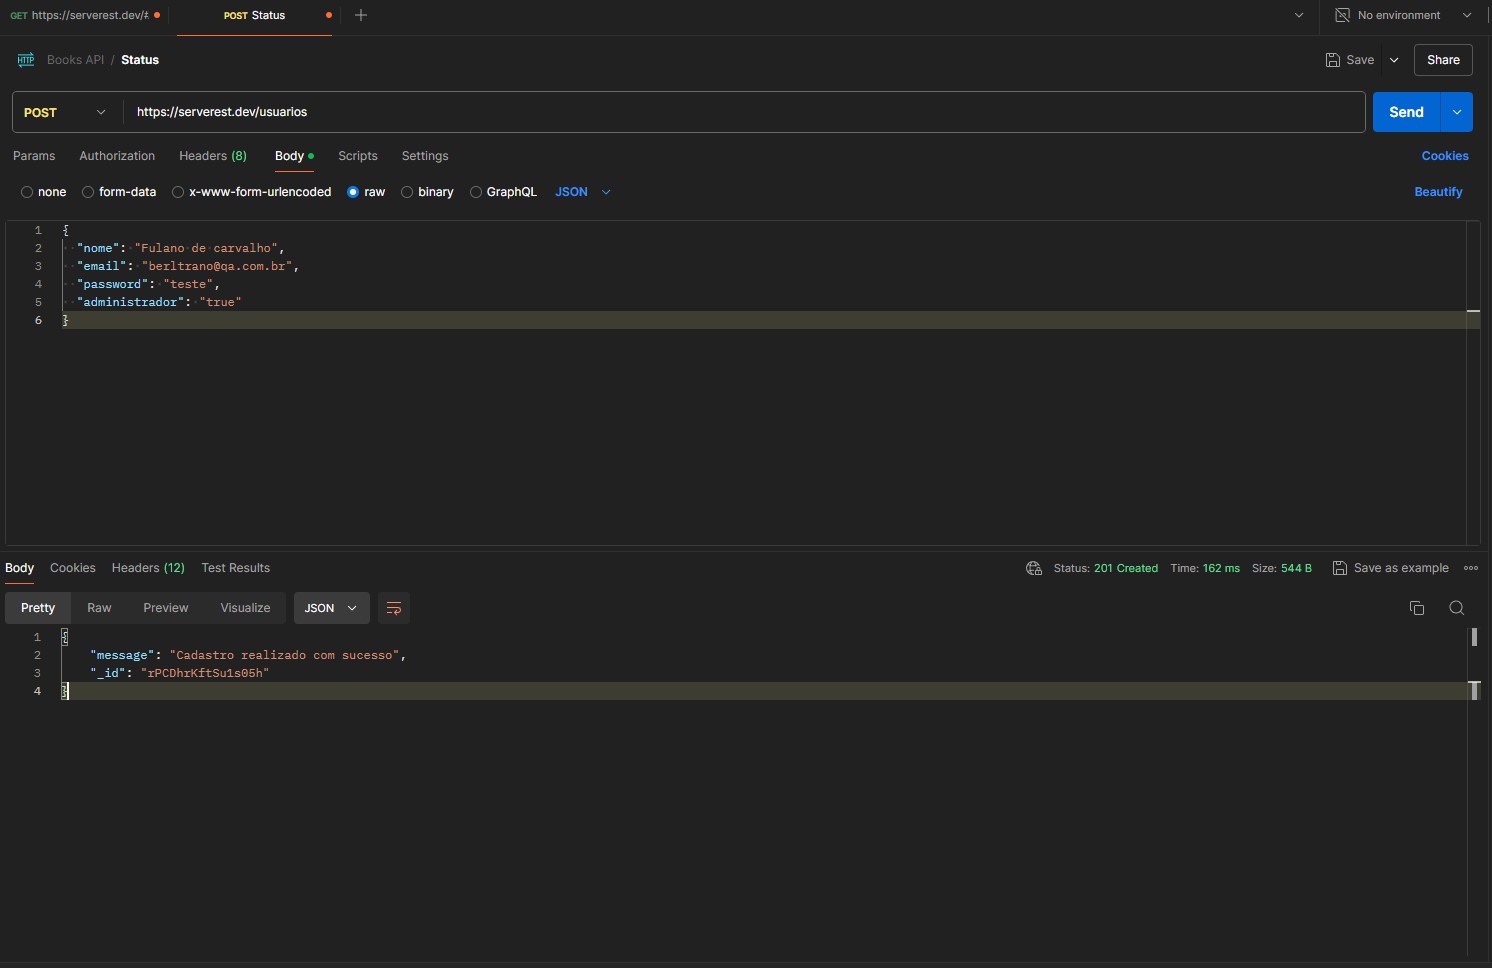 GET https://serverest.dev/#
POST Status
No environment
Books API / Status
Save
Share
POST
https://serverest.dev/usuarios
Send
Params Authorization Headers (8) Body Scripts Settings
Cookies
none form-data x-www-form-urlencoded raw binary GraphQL JSON
Beautify
1 {
2 "nome": "Fulano de carvalho",
3 "email": "berltrano@qa.com.br",
4 "password": "teste",
5 "administrador": "true"
6 }
Body Cookies Headers (12) Test Results
Status: 201 Created Time: 162 ms Size: 544 B
Save as example
Pretty Raw Preview Visualize JSON
1 {
2 "message": "Cadastro realizado com sucesso",
3 "_id": "rPCDhrKftSu1s05h"
4 }